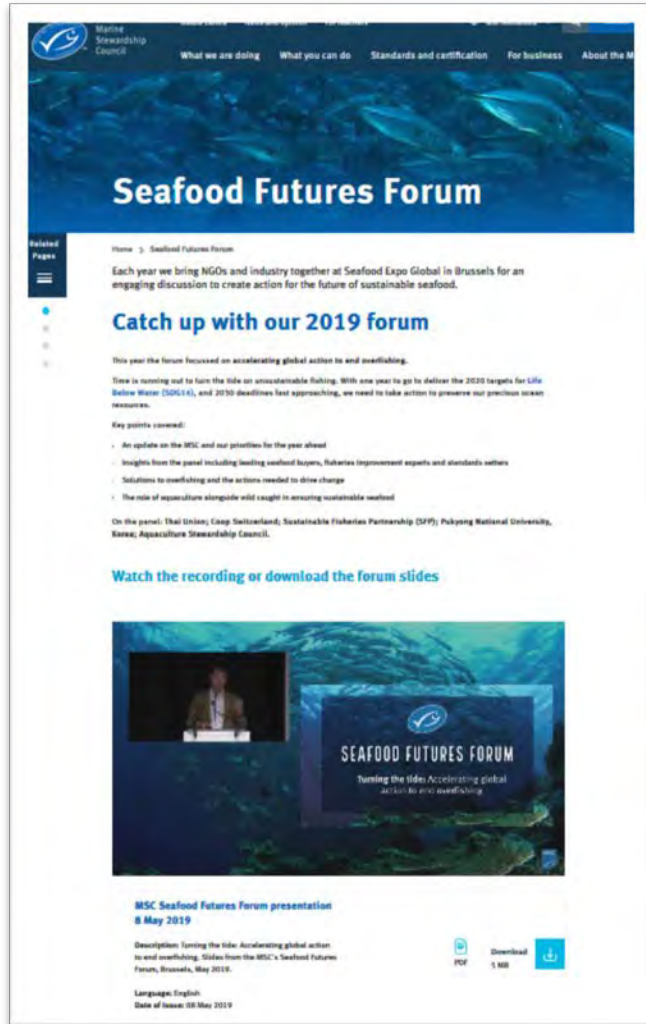 Marine
Stewardship
Council
What we are doing What you can do Standards and certification For business About the M
Seafood Futures Forum
Related
Pages
Home > Seafood Futures Forum
Each year we bring NGOs and industry together at Seafood Expo Global in Brussels for an
engaging discussion to create action for the future of sustainable seafood.
Catch up with our 2019 forum
This year the forum focussed on accelerating global action to end overfishing.
Time is running out to turn the tide on unsustainable fishing. With one year to go to deliver the 2020 targets for Life
Below Water (SDG14), and 2030 deadlines fast approaching, we need to take action to preserve our precious ocean
resources.
Key points covered:
· An update on the MSC and our priorities for the year ahead
· Insights from the panel including leading seafood buyers, fisheries improvement experts and standards setters
· Solutions to overfishing and the actions needed to drive change
· The role of aquaculture alongside wild caught in ensuring sustainable seafood
On the panel: Thai Union; Coop Switzerland; Sustainable Fisheries Partnership (SFP); Pukyong National University,
Korea; Aquaculture Stewardship Council.
Watch the recording or download the forum slides
SEAFOOD FUTURES FORUM
Turning the tide: Accelerating global
action to end overfishing
MSC Seafood Futures Forum presentation
8 May 2019
Description: Turning the tide: Accelerating global action
to end overfishing. Slides from the MSC's Seafood Futures
Forum, Brussels, May 2019.
PDF
Download
5 MB
Language: English
Date of issue: 08 May 2019